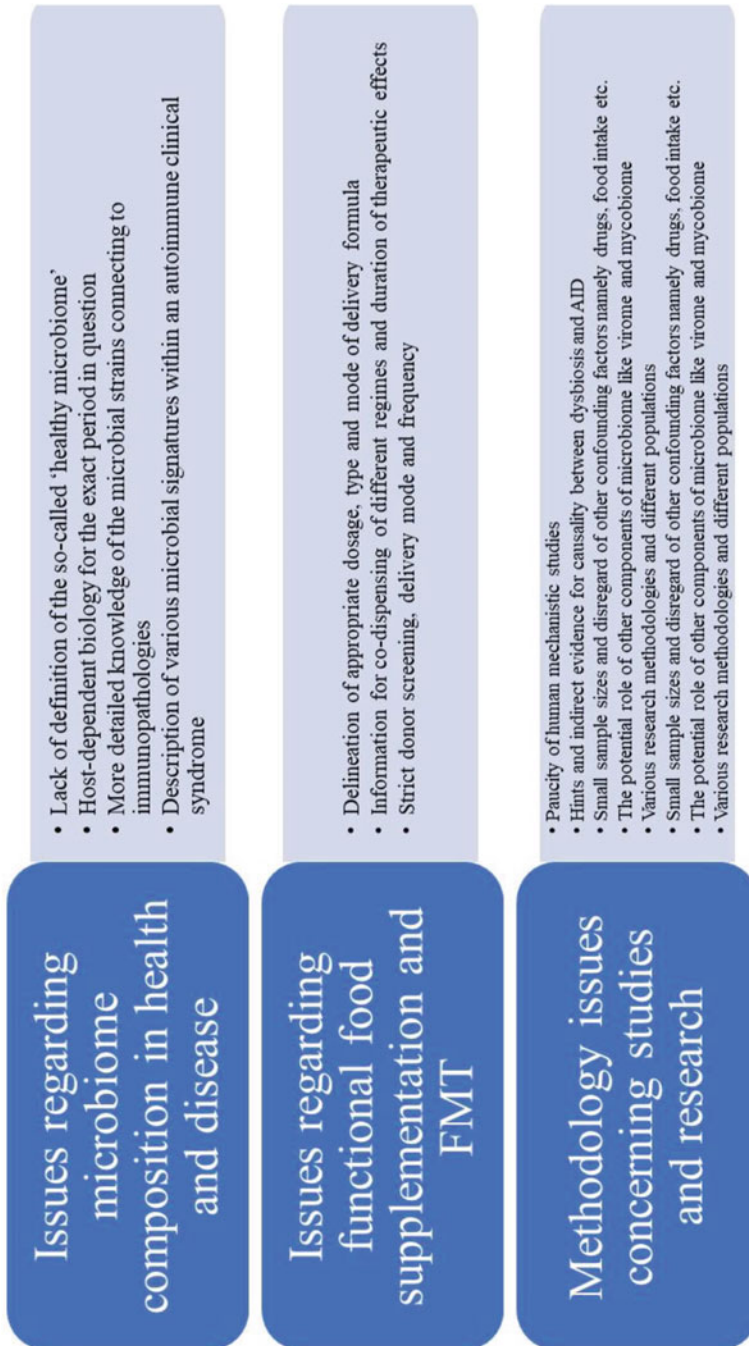 Issues regarding
microbiome
composition in health
and disease
• Lack of definition of the so-called ‘healthy microbiome’
• Host-dependent biology for the exact period in question
• More detailed knowledge of the microbial strains connecting to
immunopathologies
• Description of various microbial signatures within an autoimmune clinical
syndrome
Issues regarding
functional food
supplementation and
FMT
• Delineation of appropriate dosage, type and mode of delivery formula
• Information for co-dispensing of different regimes and duration of therapeutic effects
• Strict donor screening, delivery mode and frequency
Methodology issues
concerning studies
and research
• Paucity of human mechanistic studies
• Hints and indirect evidence for causality between dysbiosis and AID
• Small sample sizes and disregard of other confounding factors namely drugs, food intake etc.
• The potential role of other components of microbiome like virome and mycobiome
• Various research methodologies and different populations
• Small sample sizes and disregard of other confounding factors namely drugs, food intake etc.
• The potential role of other components of microbiome like virome and mycobiome
• Various research methodologies and different populations